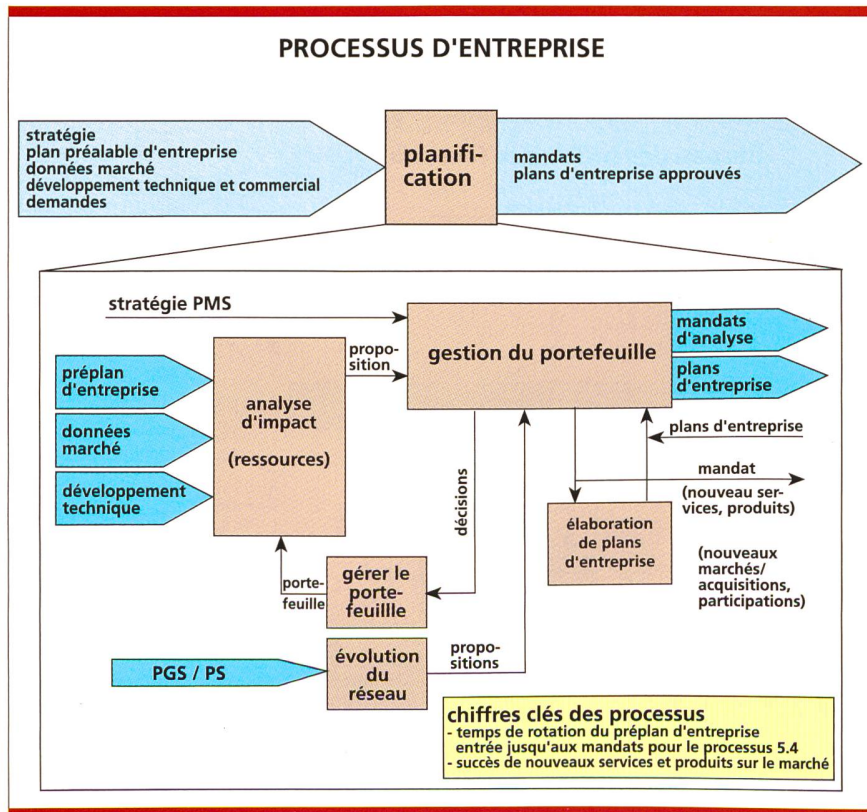 PROCESSUS D'ENTREPRISE
stratégie
plan préalable d'entreprise
données marché
développement technique et commercial
demandes
planifi-
cation
mandats
plans d'entreprise approuvés
stratégie PMS
préplan
d'entreprise
données
marché
développement
technique
analyse
d'impact
(ressources)
propo-
sition
gestion du portefeuille
mandats
d'analyse
plans
d'entreprise
plans d'entreprise
mandat
(nouveau ser-
vices, produits)
(nouveaux
marchés/
acquisitions,
participations)
élaboration
de plans
d'entreprise
décisions
porte-
feuille
gérer le
porte-
feuillle
PGS / PS
évolution
du
réseau
propo-
sitions
chiffres clés des processus
- temps de rotation du préplan d'entreprise
entrée jusqu'aux mandats pour le processus 5.4
- succès de nouveaux services et produits sur le marché